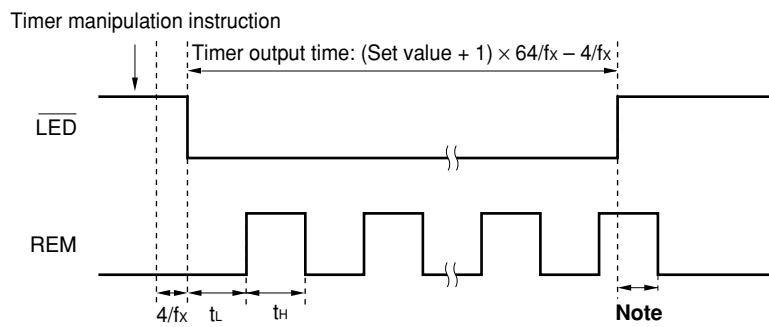 Timer manipulation instruction
Timer output time: (Set value + 1) × 64/fx – 4/fx
LED
REM
4/fx tL tH Note